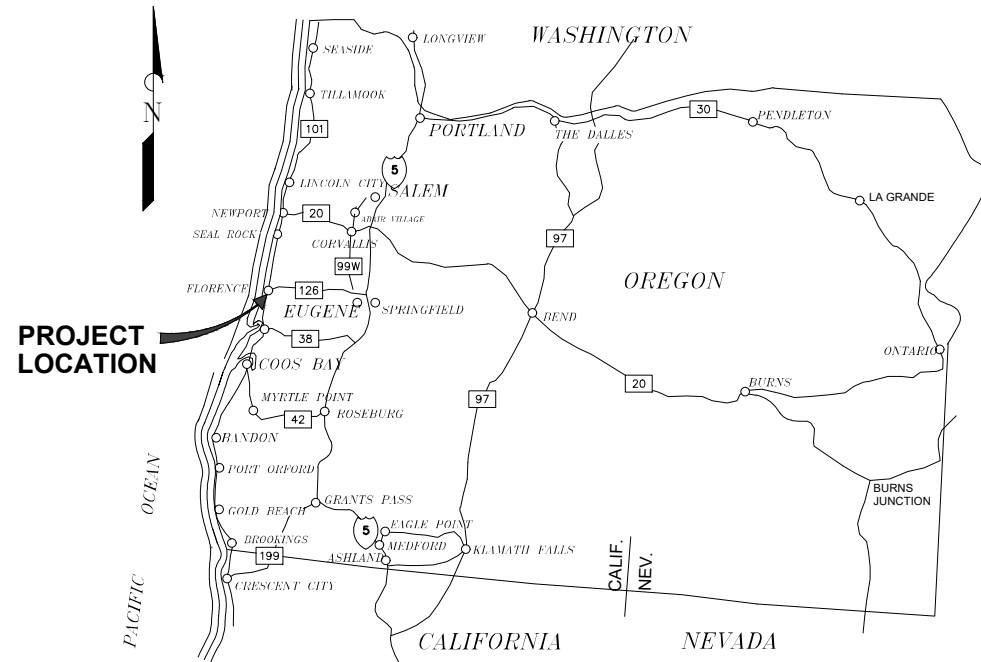 LONGVIEW
WASHINGTON
SEASIDE
N
TILLAMOOK
30
PENDLETON
PORTLAND
THE DALLES
101
5
LINCOLN CITY
SALEM
LA GRANDE
NEWPORT
20
ADAIR VILLAGE
SEAL ROCK
CORVALLIS
97
99W
OREGON
FLORENCE
126
EUGENE
SPRINGFIELD
BEND
PROJECT
LOCATION
38
ONTARIO
COOS BAY
20
BURNS
97
MYRTLE POINT
42
ROSEBURG
BANDON
PORT ORFORD
PACIFIC OCEAN
BURNS
JUNCTION
GOLD BEACH
GRANTS PASS
5
EAGLE POINT
BROOKINGS
MEDFORD
KLAMATH FALLS
199
ASHLAND
CALIF.
NEV.
CRESCENT CITY
CALIFORNIA
NEVADA